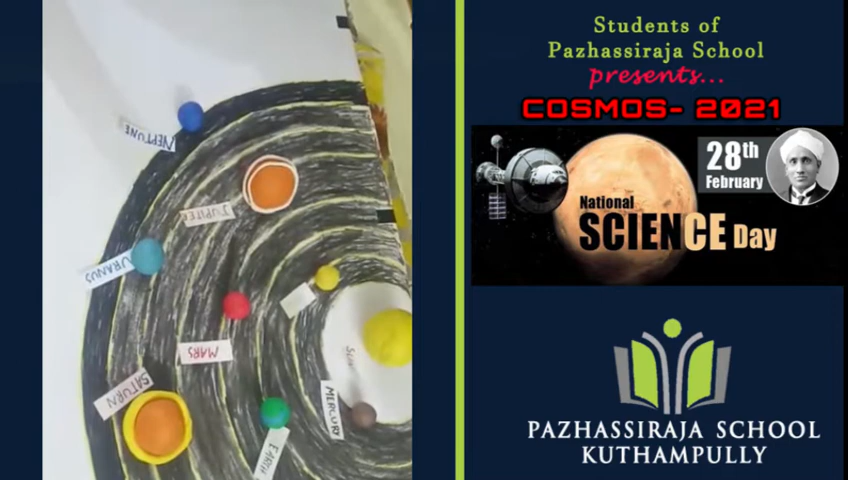 NEPTUNE
JUPITER
URANUS
MARS
SATURN
MERCURY
EARTH
SUN
Students of
Pazhassiraja School
presents...
COSMOS- 2021
28th
February
National
SCIENCE Day
PAZHASSIRAJA SCHOOL
KUTHAMPULLY